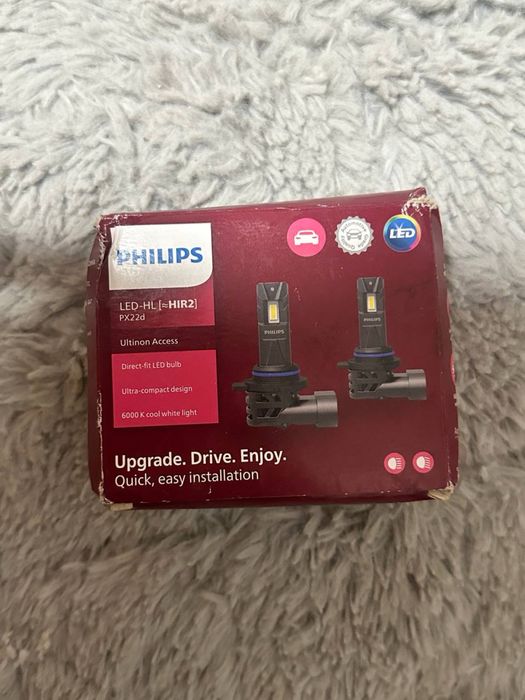 PHILIPS
LED-HL [≈HIR2]
PX22d
Ultinon Access
Direct-fit LED bulb
Ultra-compact design
6000 K cool white light
LED
PHILIPS
PHILIPS
Upgrade. Drive. Enjoy.
Quick, easy installation